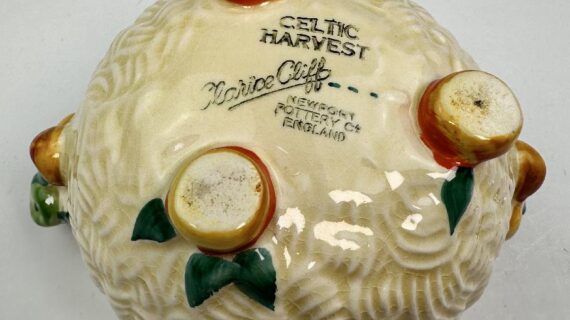 CELTIC
HARVEST
Clarice Cliff
NEWPORT
POTTERY Co
ENGLAND